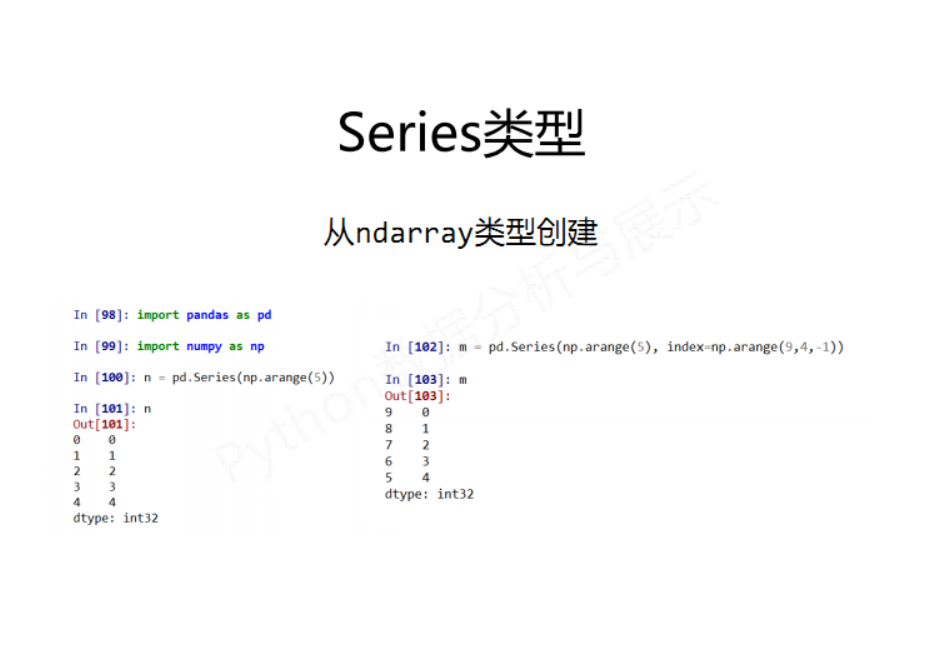 Series类型
从ndarray类型创建
In [98]: import pandas as pd
In [99]: import numpy as np
In [100]: n = pd.Series(np.arange(5))
In [101]: n
Out[101]:
0    0
1    1
2    2
3    3
4    4
dtype: int32
In [102]: m = pd.Series(np.arange(5), index=np.arange(9,4,-1))
In [103]: m
Out[103]:
9    0
8    1
7    2
6    3
5    4
dtype: int32
Python数据分析与展示